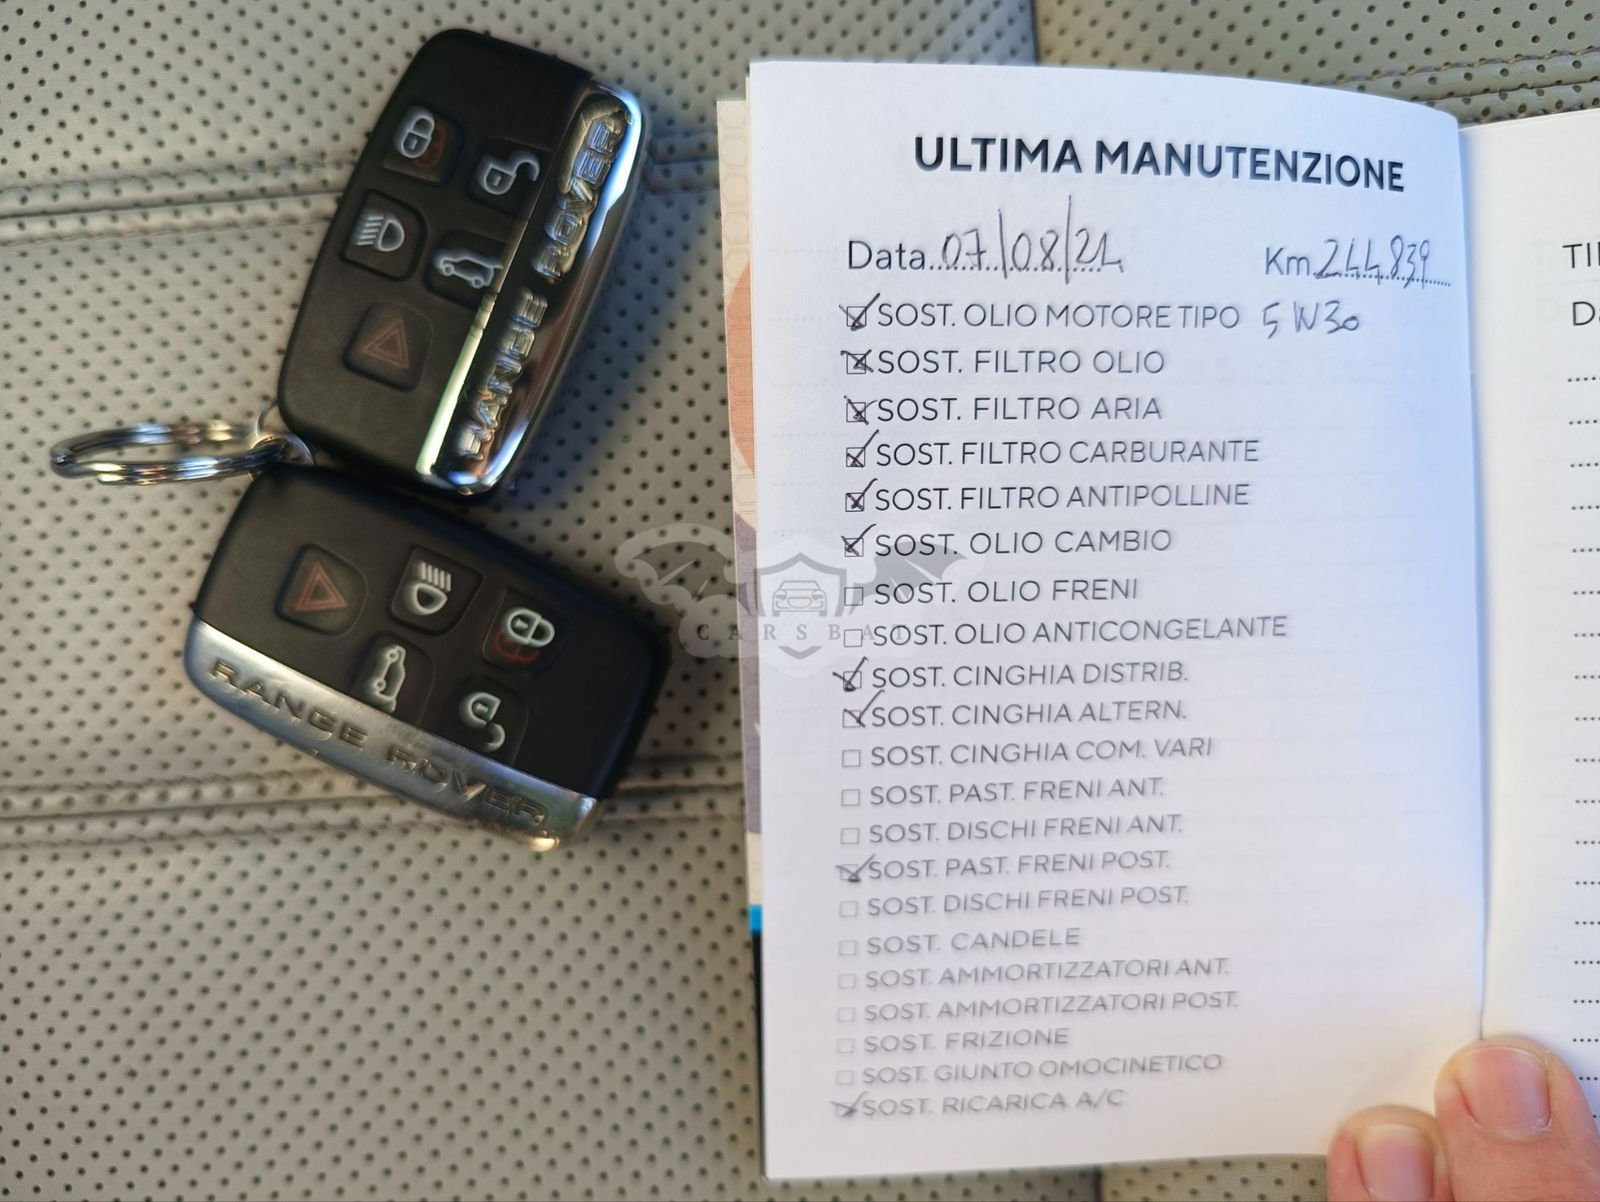 RANGE ROVER
RANGE ROVER
CARSBAT
ULTIMA MANUTENZIONE
Data 07/08/21 Km 244839
SOST. OLIO MOTORE TIPO 5W30
SOST. FILTRO OLIO
SOST. FILTRO ARIA
SOST. FILTRO CARBURANTE
SOST. FILTRO ANTIPOLLINE
SOST. OLIO CAMBIO
SOST. OLIO FRENI
SOST. OLIO ANTICONGELANTE
SOST. CINGHIA DISTRIB.
SOST. CINGHIA ALTERN.
SOST. CINGHIA COM. VARI
SOST. PAST. FRENI ANT.
SOST. DISCHI FRENI ANT.
SOST. PAST. FRENI POST.
SOST. DISCHI FRENI POST.
SOST. CANDELE
SOST. AMMORTIZZATORI ANT.
SOST. AMMORTIZZATORI POST.
SOST. FRIZIONE
SOST. GIUNTO OMOCINETICO
SOST. RICARICA A/C